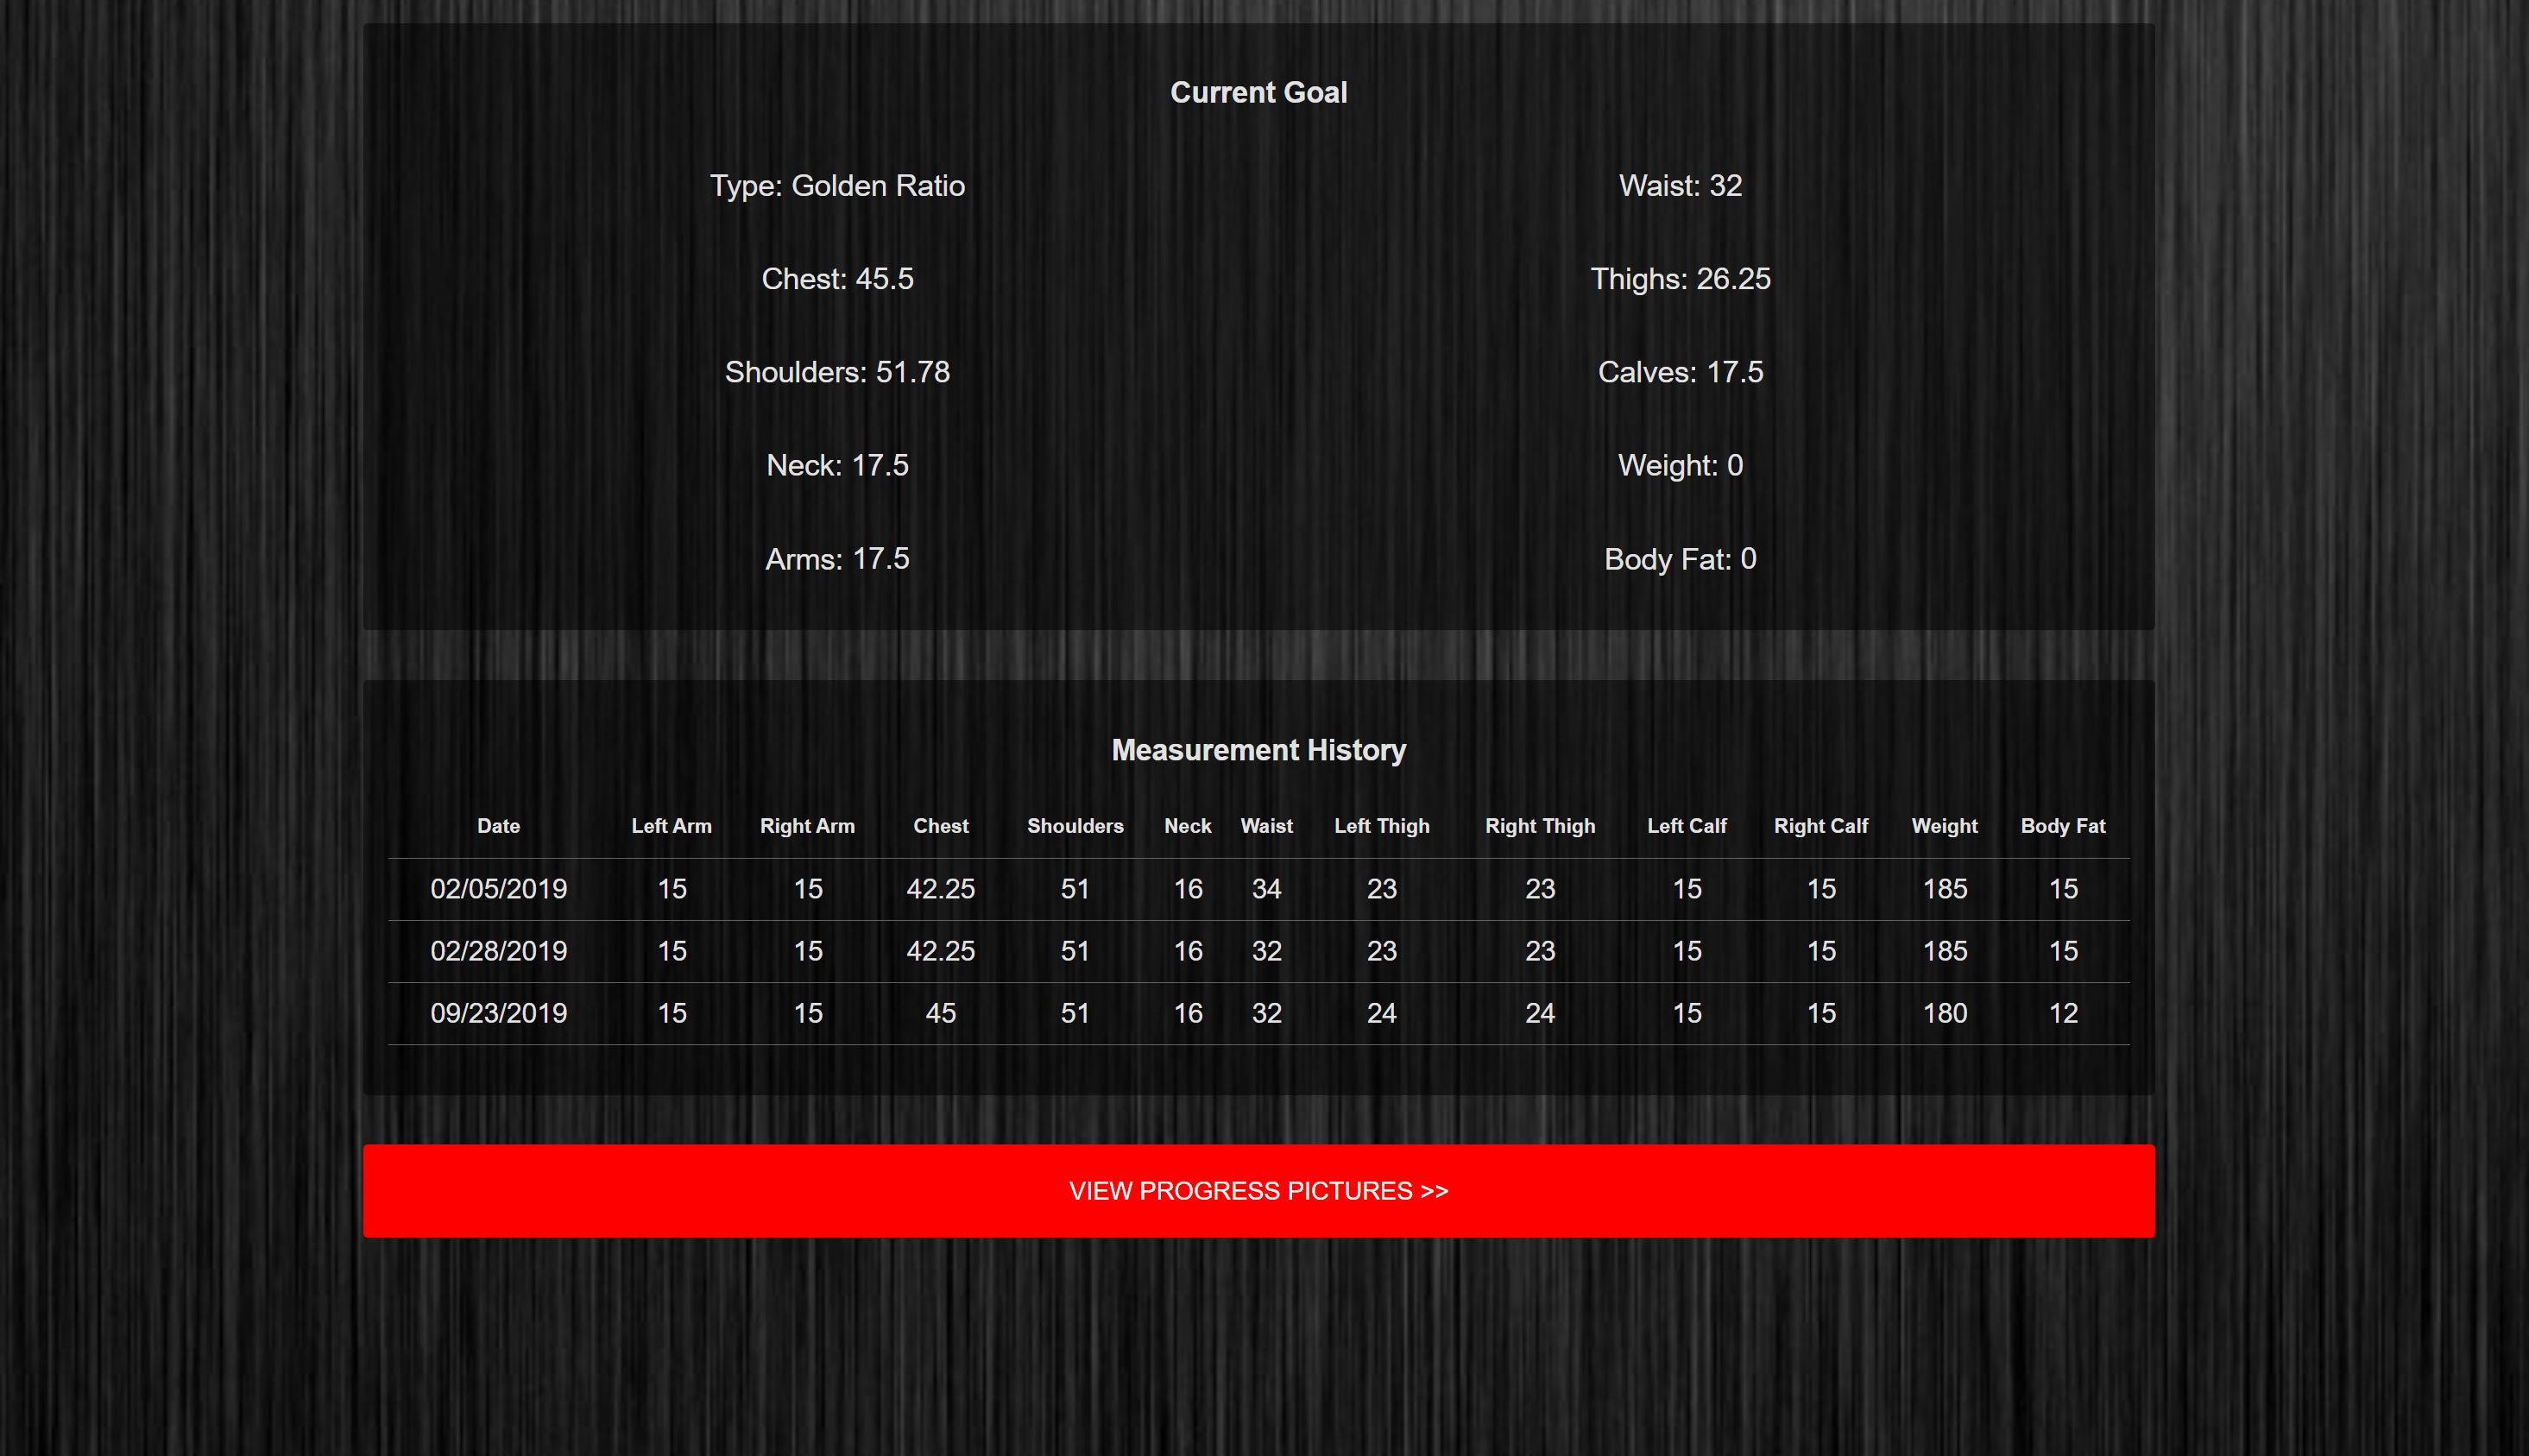 Current Goal
Type: Golden Ratio
Waist: 32
Chest: 45.5
Thighs: 26.25
Shoulders: 51.78
Calves: 17.5
Neck: 17.5
Weight: 0
Arms: 17.5
Body Fat: 0
Measurement History
Date Left Arm Right Arm Chest Shoulders Neck Waist Left Thigh Right Thigh Left Calf Right Calf Weight Body Fat
02/05/2019 15 15 42.25 51 16 34 23 23 15 15 185 15
02/28/2019 15 15 42.25 51 16 32 23 23 15 15 185 15
09/23/2019 15 15 45 51 16 32 24 24 15 15 180 12
VIEW PROGRESS PICTURES >>